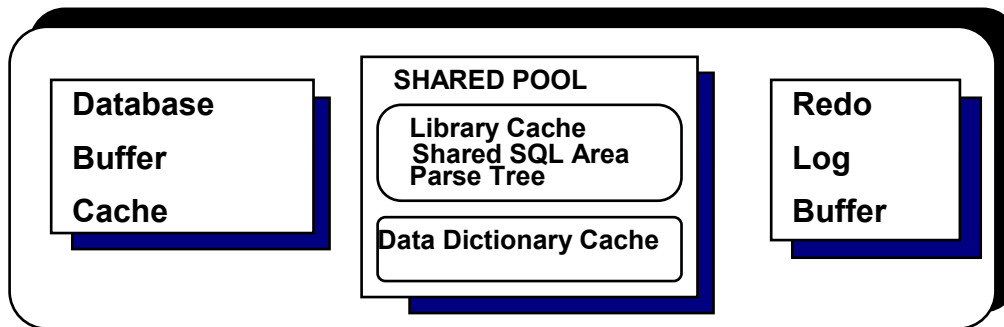 Database
Buffer
Cache
SHARED POOL
Library Cache
Shared SQL Area
Parse Tree
Data Dictionary Cache
Redo
Log
Buffer